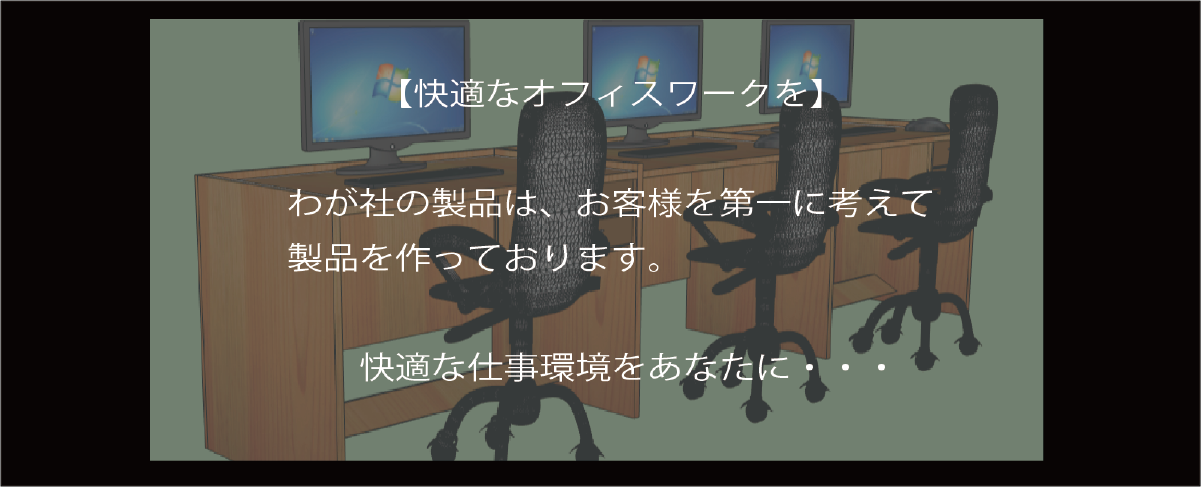 【快適なオフィスワークを】
わが社の製品は、お客様を第一に考えて
製品を作っております。
快適な仕事環境をあなたに・・・